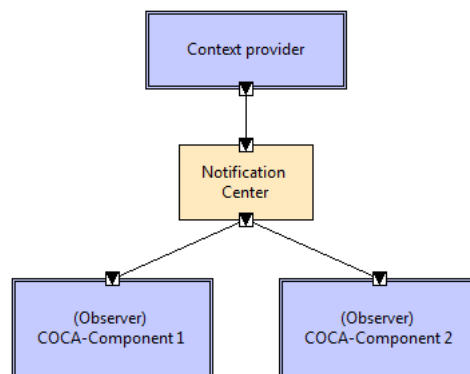 Context provider
Notification
Center
(Observer)
COCA-Component 1
(Observer)
COCA-Component 2